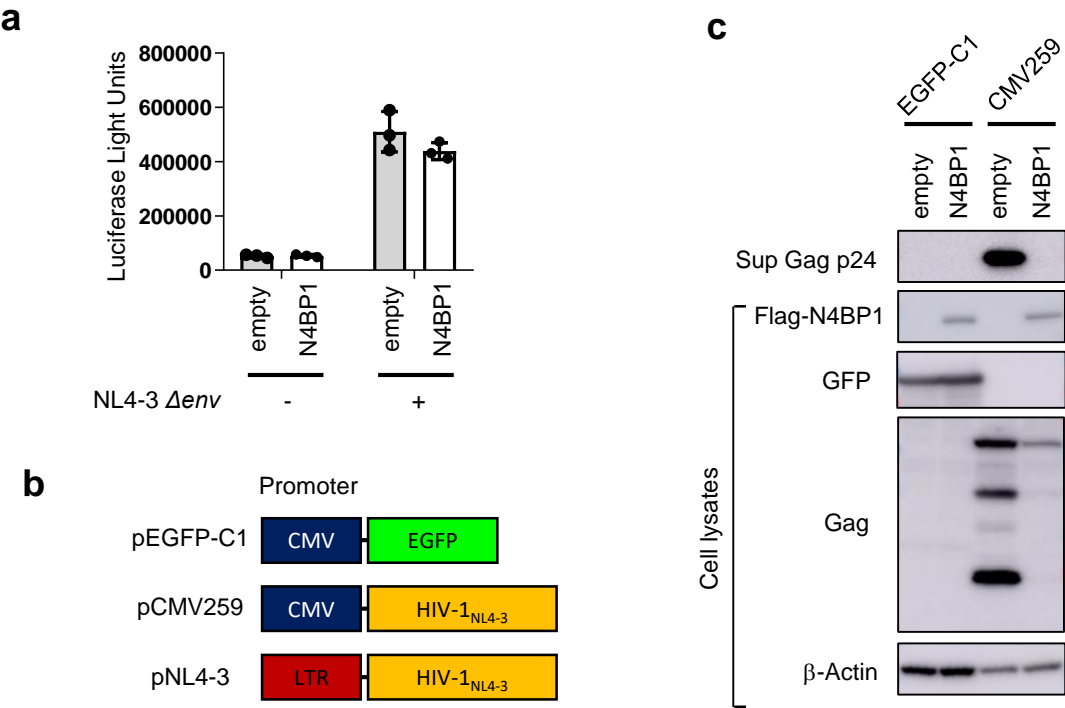 a
Luciferase Light Units
800000
600000
400000
200000
0
empty
N4BP1
empty
N4BP1
NL4-3 Δenv
-
+
b
Promoter
pEGFP-C1
CMV
EGFP
pCMV259
CMV
HIV-1NL4-3
pNL4-3
LTR
HIV-1NL4-3
c
EGFP-C1
CMV259
empty
N4BP1
empty
N4BP1
Sup Gag p24
Flag-N4BP1
GFP
Gag
β-Actin
Cell lysates